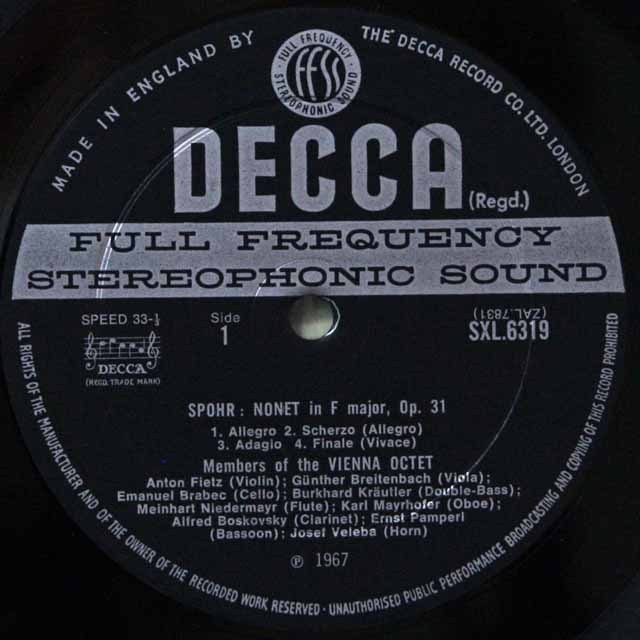 MADE IN ENGLAND BY THE DECCA RECORD CO. LTD. LONDON
FULL FREQUENCY
FFSS
STEREOPHONIC SOUND
DECCA (Regd.)
FULL FREQUENCY
STEREOPHONIC SOUND
SPEED 33-⅓
DECCA
(REGD. TRADE MARK)
Side
1
(ZAL.7831)
SXL.6319
SPOHR: NONET in F major, Op. 31
1. Allegro 2. Scherzo (Allegro)
3. Adagio 4. Finale (Vivace)
Members of the VIENNA OCTET
Anton Fietz (Violin); Günther Breitenbach (Viola);
Emanuel Brabec (Cello); Burkhard Kräutler (Double-Bass);
Meinhart Niedermayr (Flute); Karl Mayrhofer (Oboe);
Alfred Boskovsky (Clarinet); Ernst Pamperl
(Bassoon); Josef Veleba (Horn)
℗ 1967
ALL RIGHTS OF THE MANUFACTURER AND OF THE OWNER OF THE RECORDED WORK RESERVED · UNAUTHORISED PUBLIC PERFORMANCE BROADCASTING AND COPYING OF THIS RECORD PROHIBITED